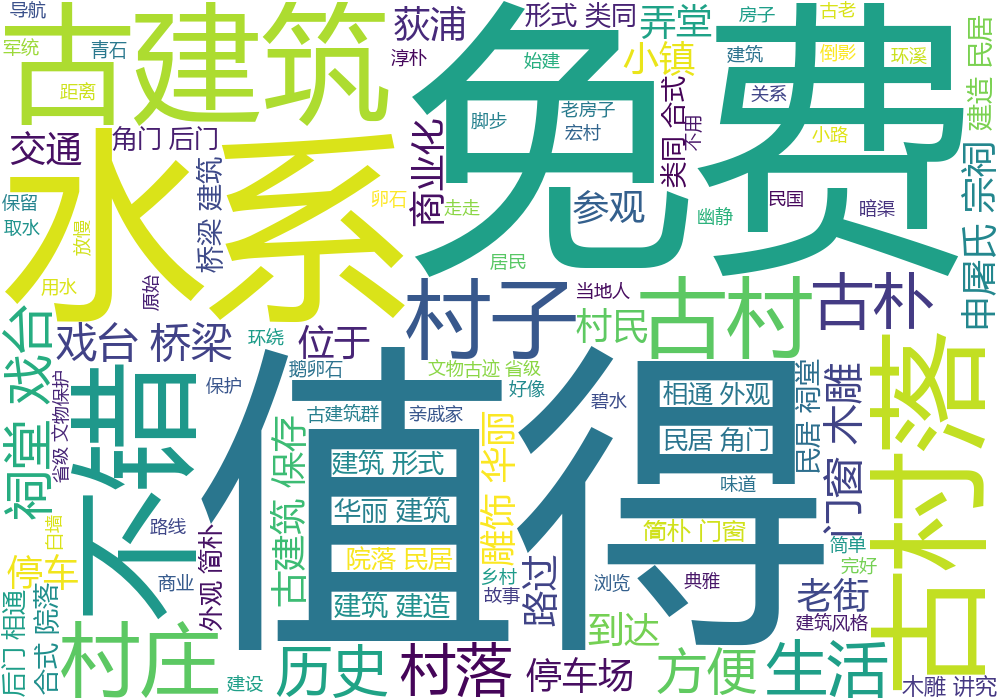 导航
古建筑
荻浦
形式 类同
弄堂
房子
古老
免费
军统
青石
淳朴
始建
小镇
建筑
倒影
环溪
建造 民居
距离
老房子
关系
脚步
宏村
小路
类同 合式
不用
交通
角门 后门
商业化
水系
桥梁 建筑
申屠氏 宗祠
保留
取水
卵石
走走
参观
幽静
民国
暗渠
放慢
居民
用水
原始
村子
当地人
古村
古朴
祠堂 戏台
戏台 桥梁
环绕
位于
村民
鹅卵石
文物古迹 省级
好像
碧水
相通 外观
民居 祠堂
门窗 木雕
古村落
省级 文物保护
不错
保护
值得
古建筑群
亲戚家
古建筑 保存
雕饰 华丽
民居 角门
建筑 形式
味道
华丽 建筑
白墙
路线
外观 简朴
简朴 门窗
院落 民居
简单
完好
停车
商业
乡村
故事
路过
浏览
典雅
老街
建筑 建造
建筑风格
后门 相通
合式 院落
村庄
到达
历史
村落
停车场
方便
生活
建设
木雕 讲究